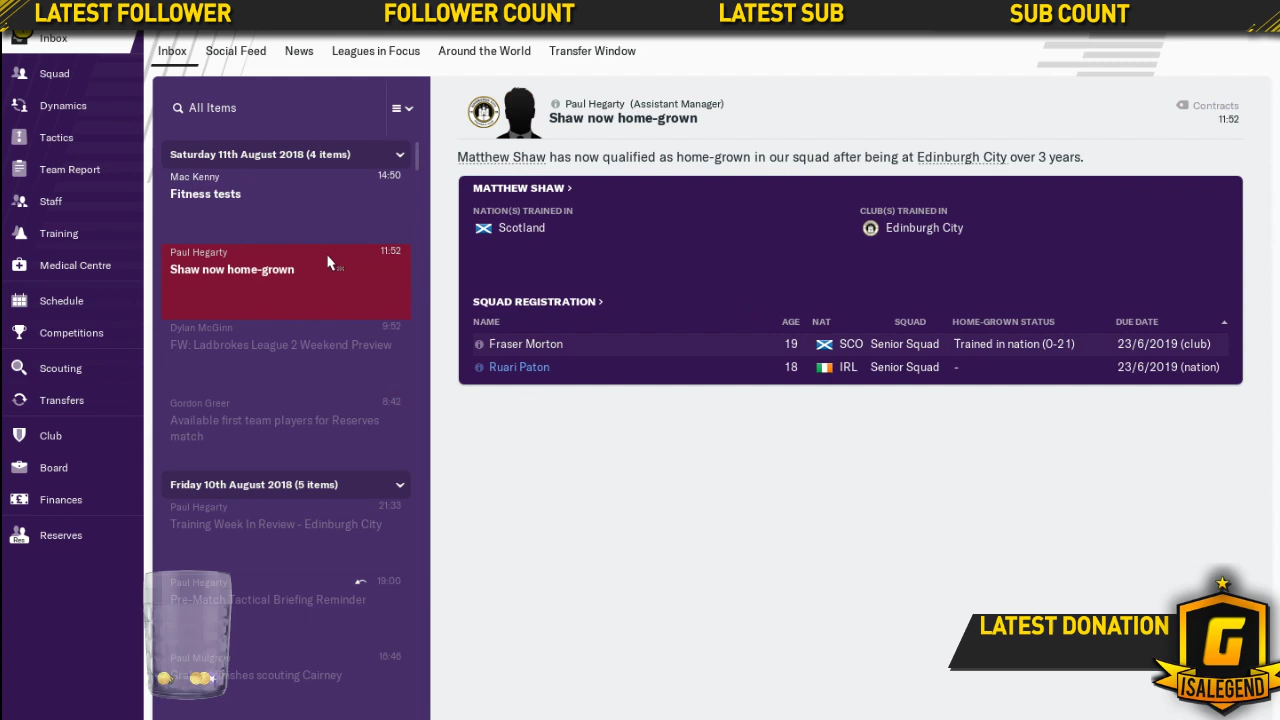 LATEST FOLLOWER
FOLLOWER COUNT
LATEST SUB
SUB COUNT
Inbox
Squad
Dynamics
Tactics
Team Report
Staff
Training
Medical Centre
Schedule
Competitions
Scouting
Transfers
Club
Board
Finances
Res
Reserves
Inbox Social Feed News Leagues in Focus Around the World Transfer Window
All Items
Saturday 11th August 2018 (4 items)
Mac Kenny 14:50
Fitness tests
Paul Hegarty 11:52
Shaw now home-grown
Dylan McGinn 9:52
FW: Ladbrokes League 2 Weekend Preview
Gordon Greer 8:42
Available first team players for Reserves
match
Friday 10th August 2018 (5 items)
Paul Hegarty 21:33
Training Week In Review - Edinburgh City
Paul Hegarty 19:00
Pre-Match Tactical Briefing Reminder
Paul Mulgrew 16:46
finishes scouting Cairney
Paul Hegarty (Assistant Manager)
Shaw now home-grown
Contracts
11:52
Matthew Shaw has now qualified as home-grown in our squad after being at Edinburgh City over 3 years.
MATTHEW SHAW >
NATION(S) TRAINED IN CLUB(S) TRAINED IN
Scotland Edinburgh City
SQUAD REGISTRATION >
NAME AGE NAT SQUAD HOME-GROWN STATUS DUE DATE
Fraser Morton 19 SCO Senior Squad Trained in nation (0-21) 23/6/2019 (club)
Ruari Paton 18 IRL Senior Squad - 23/6/2019 (nation)
LATEST DONATION
G
ISALEGEND